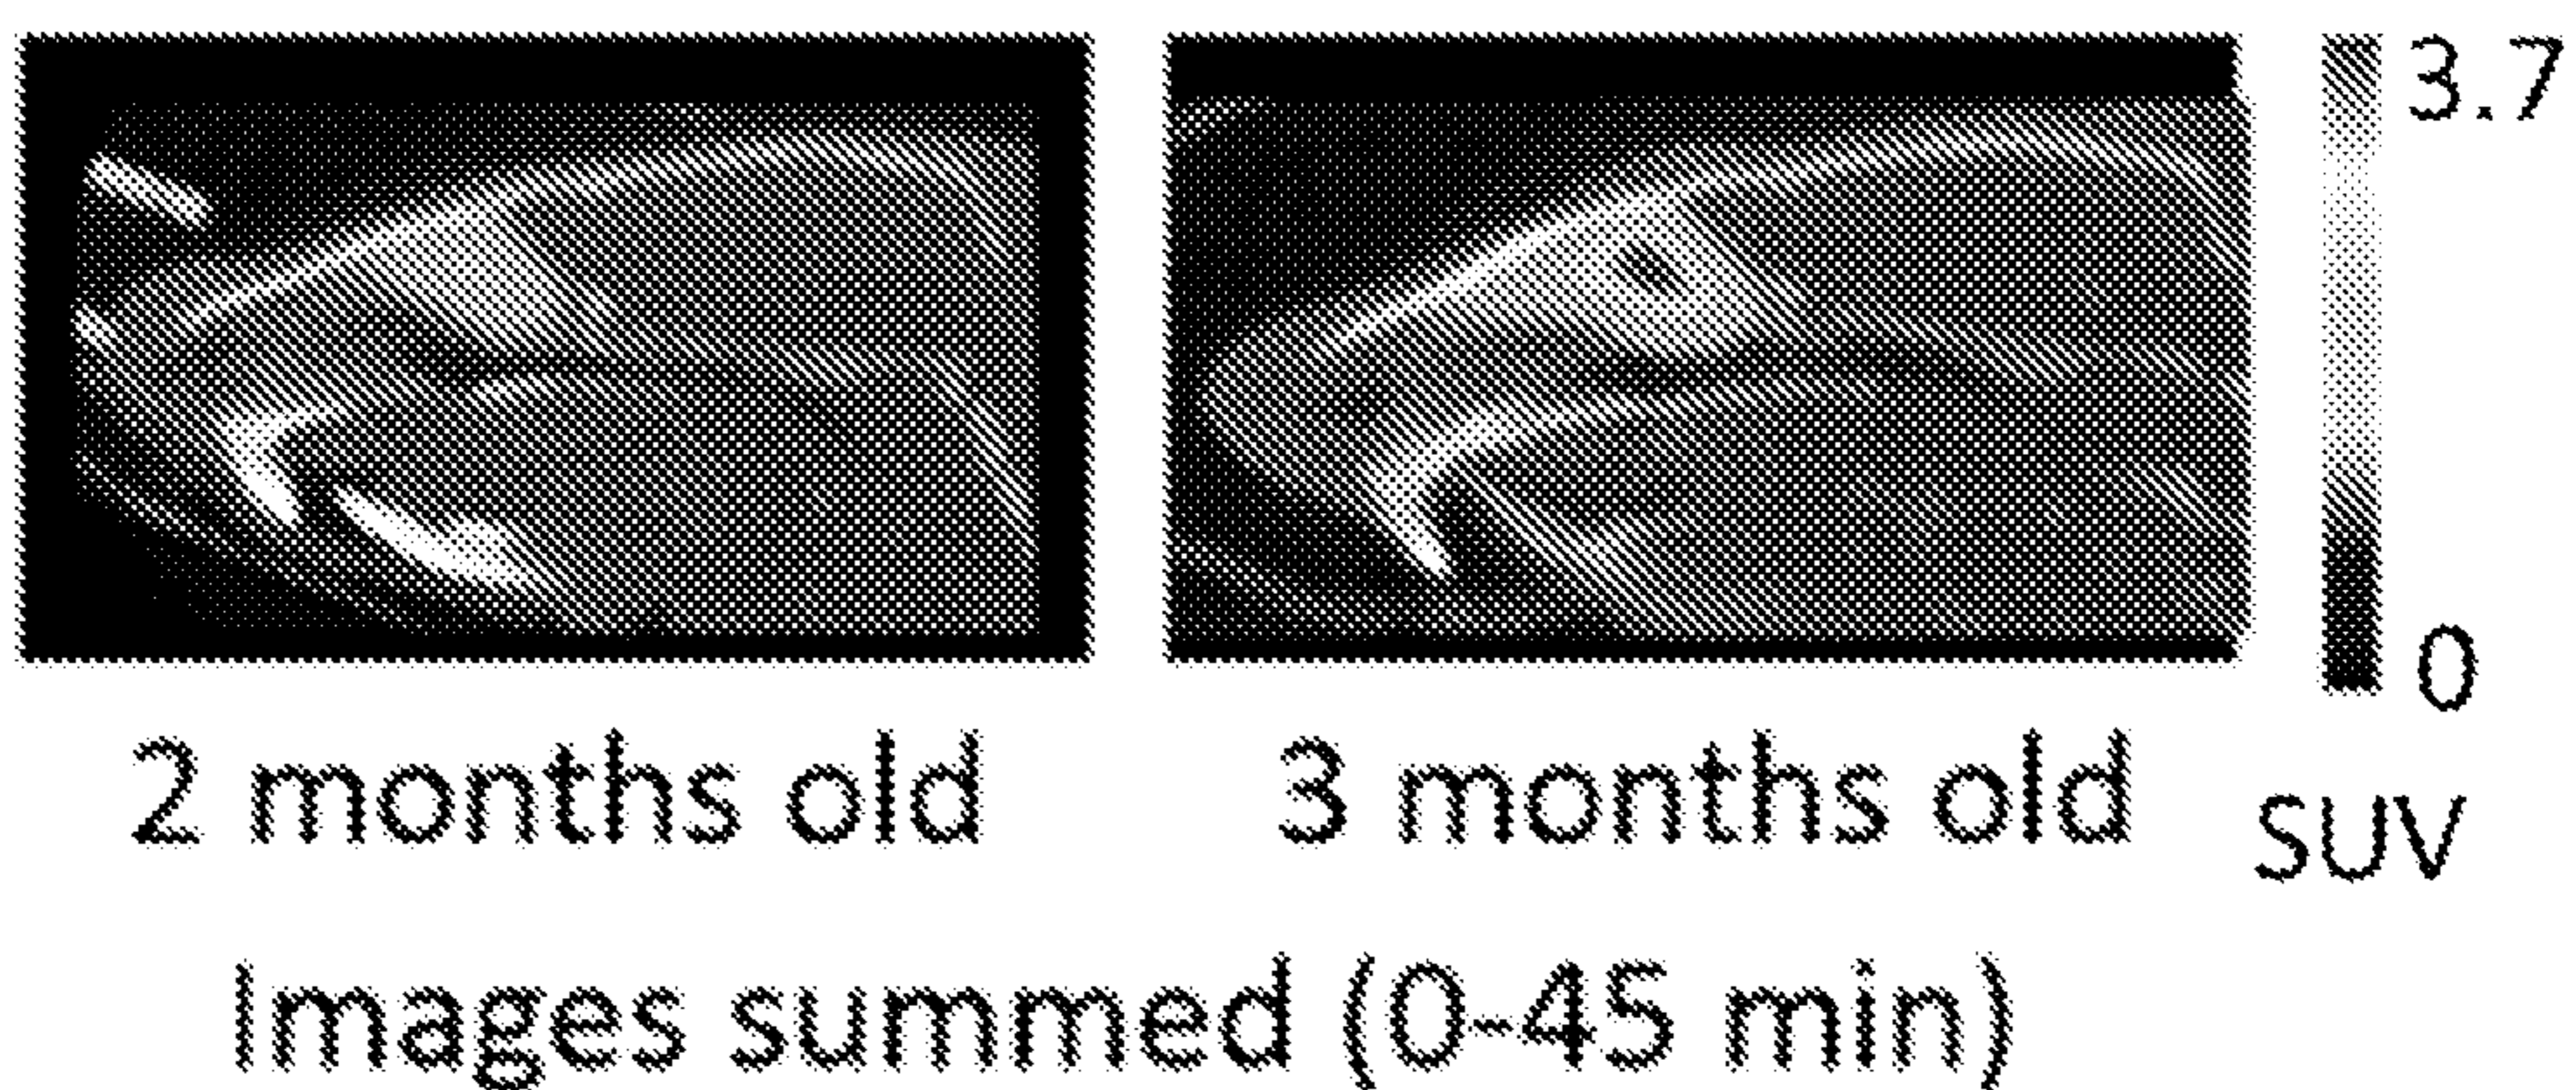 3.7
0
2 months old
3 months old
SUV
Images summed (0-45 min)